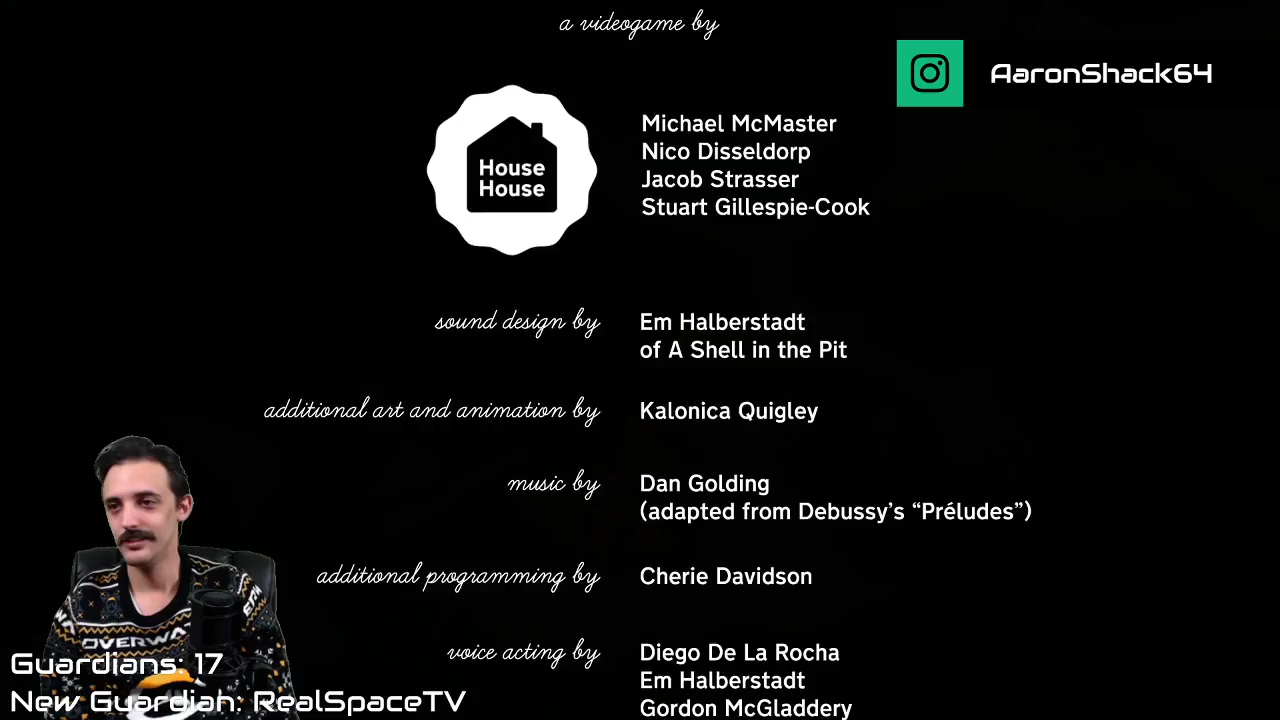 a videogame by
AaronShack64
House
House
Michael McMaster
Nico Disseldorp
Jacob Strasser
Stuart Gillespie-Cook
sound design by
Em Halberstadt
of A Shell in the Pit
additional art and animation by
Kalonica Quigley
music by
Dan Golding
(adapted from Debussy's “Préludes”)
additional programming by
Cherie Davidson
voice acting by
Diego De La Rocha
Em Halberstadt
Gordon McGladdery
OVERWAT
Guardians: 17
New Guardian: RealSpaceTV